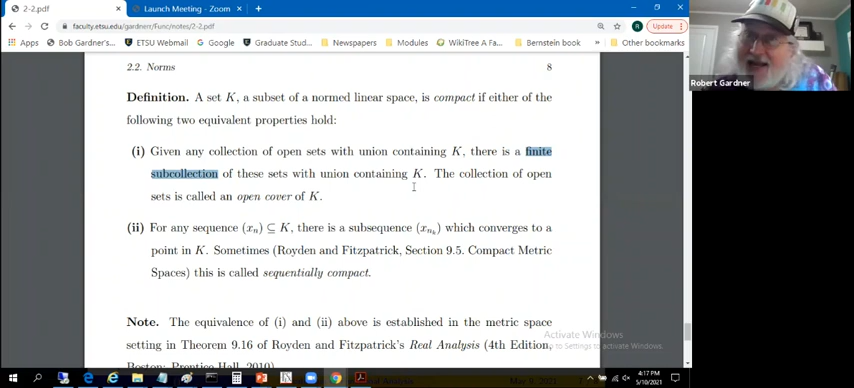 2-2.pdf
Launch Meeting - Zoom
faculty.etsu.edu/gardnerr/Func/notes/2-2.pdf
Update
Apps
Bob Gardner's
ETSU Webmail
Google
Graduate Stud...
Newspapers
Modules
WikiTree A Fa...
Bernstein book
Other bookmarks
Robert Gardner
2.2. Norms 8
Definition. A set K, a subset of a normed linear space, is compact if either of the
following two equivalent properties hold:
(i) Given any collection of open sets with union containing K, there is a finite
subcollection of these sets with union containing K. The collection of open
sets is called an open cover of K.
(ii) For any sequence (xₙ) ⊆ K, there is a subsequence (xₙₖ) which converges to a
point in K. Sometimes (Royden and Fitzpatrick, Section 9.5. Compact Metric
Spaces) this is called sequentially compact.
Note. The equivalence of (i) and (ii) above is established in the metric space
setting in Theorem 9.16 of Royden and Fitzpatrick's Real Analysis (4th Edition,
Boston: Prentice Hall, 2010).
Activate Windows
Go to Settings to activate Windows.
4:17 PM
5/10/2021